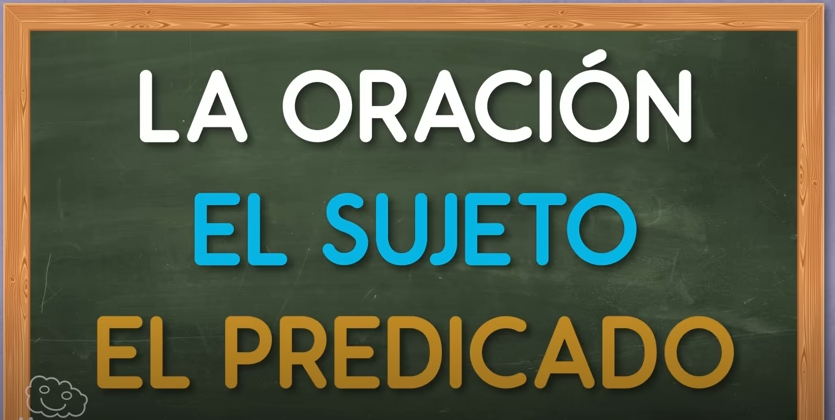 LA ORACIÓN
EL SUJETO
EL PREDICADO